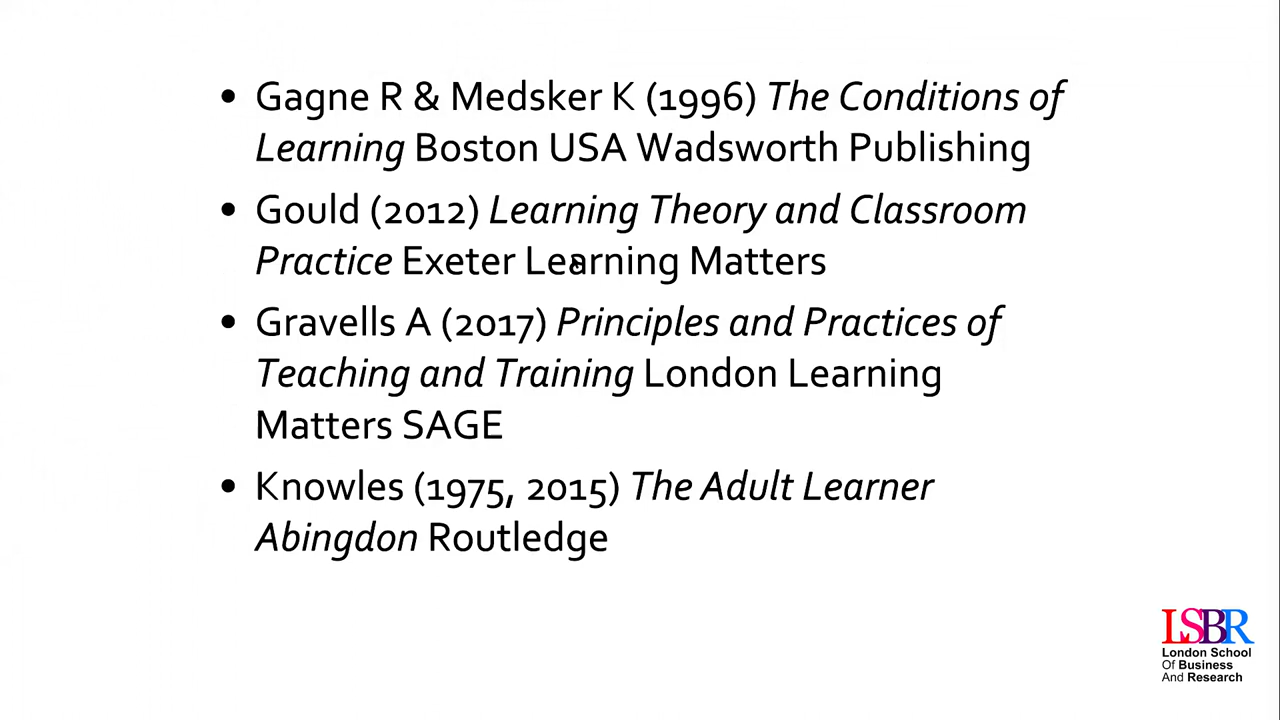 • Gagne R & Medsker K (1996) The Conditions of
Learning Boston USA Wadsworth Publishing
• Gould (2012) Learning Theory and Classroom
Practice Exeter Learning Matters
• Gravells A (2017) Principles and Practices of
Teaching and Training London Learning
Matters SAGE
• Knowles (1975, 2015) The Adult Learner
Abingdon Routledge
LSBR
London School
Of Business
And Research